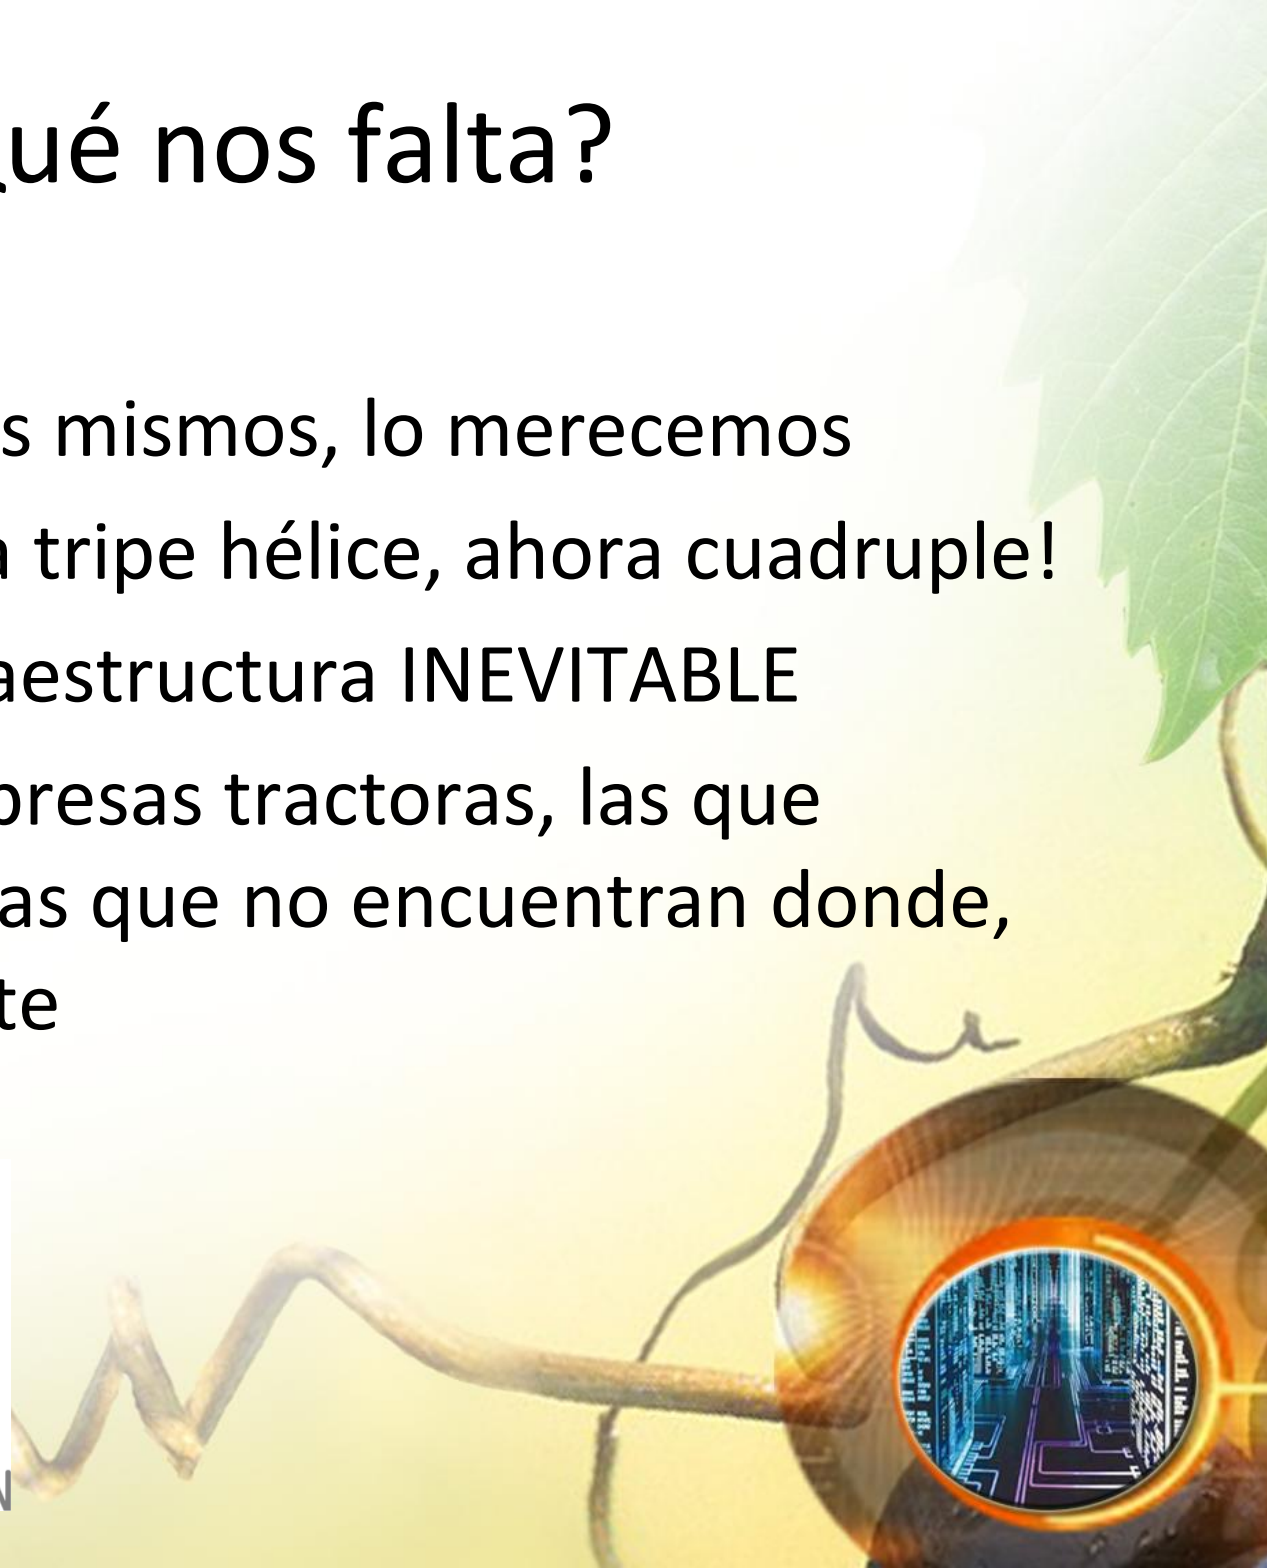 ué nos falta?
s mismos, lo merecemos
a tripe hélice, ahora cuadruple!
aestructura INEVITABLE
presas tractoras, las que
as que no encuentran donde,
te
N